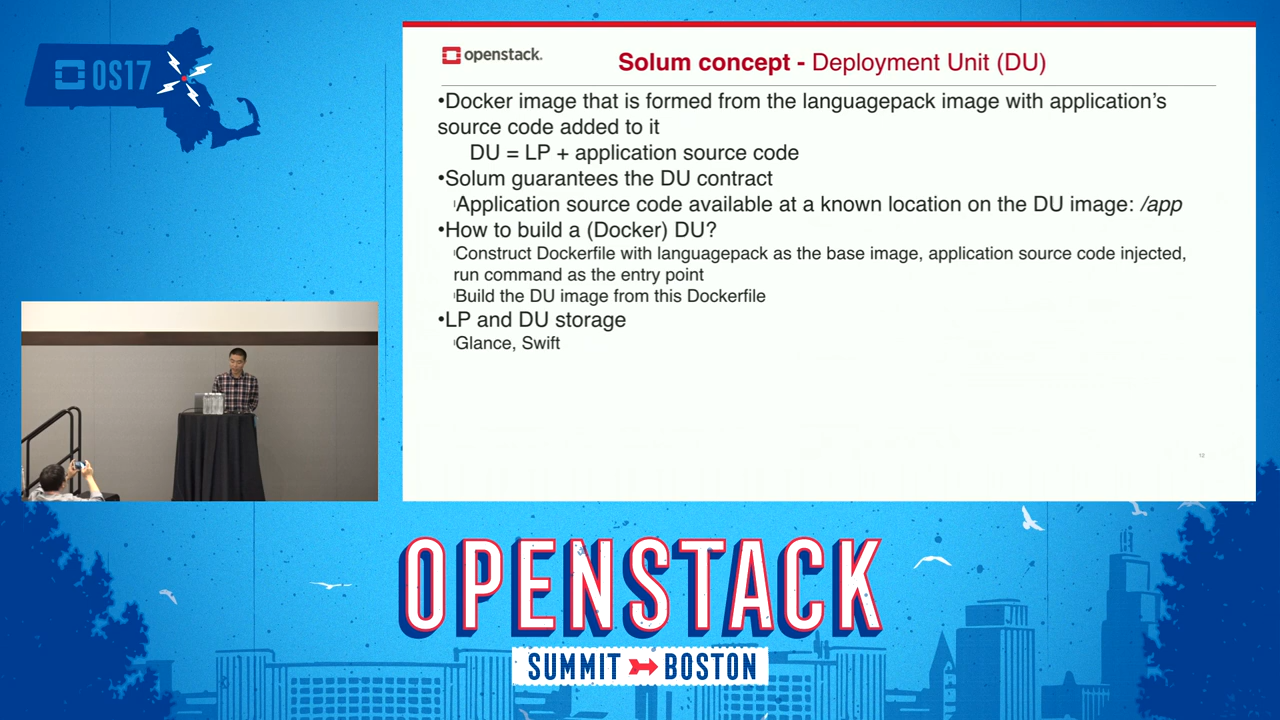 OS17
openstack.
Solum concept - Deployment Unit (DU)
•Docker image that is formed from the languagepack image with application's
source code added to it
DU = LP + application source code
•Solum guarantees the DU contract
Application source code available at a known location on the DU image: /app
•How to build a (Docker) DU?
Construct Dockerfile with languagepack as the base image, application source code injected,
run command as the entry point
Build the DU image from this Dockerfile
•LP and DU storage
Glance, Swift
12
OPENSTACK
SUMMIT BOSTON